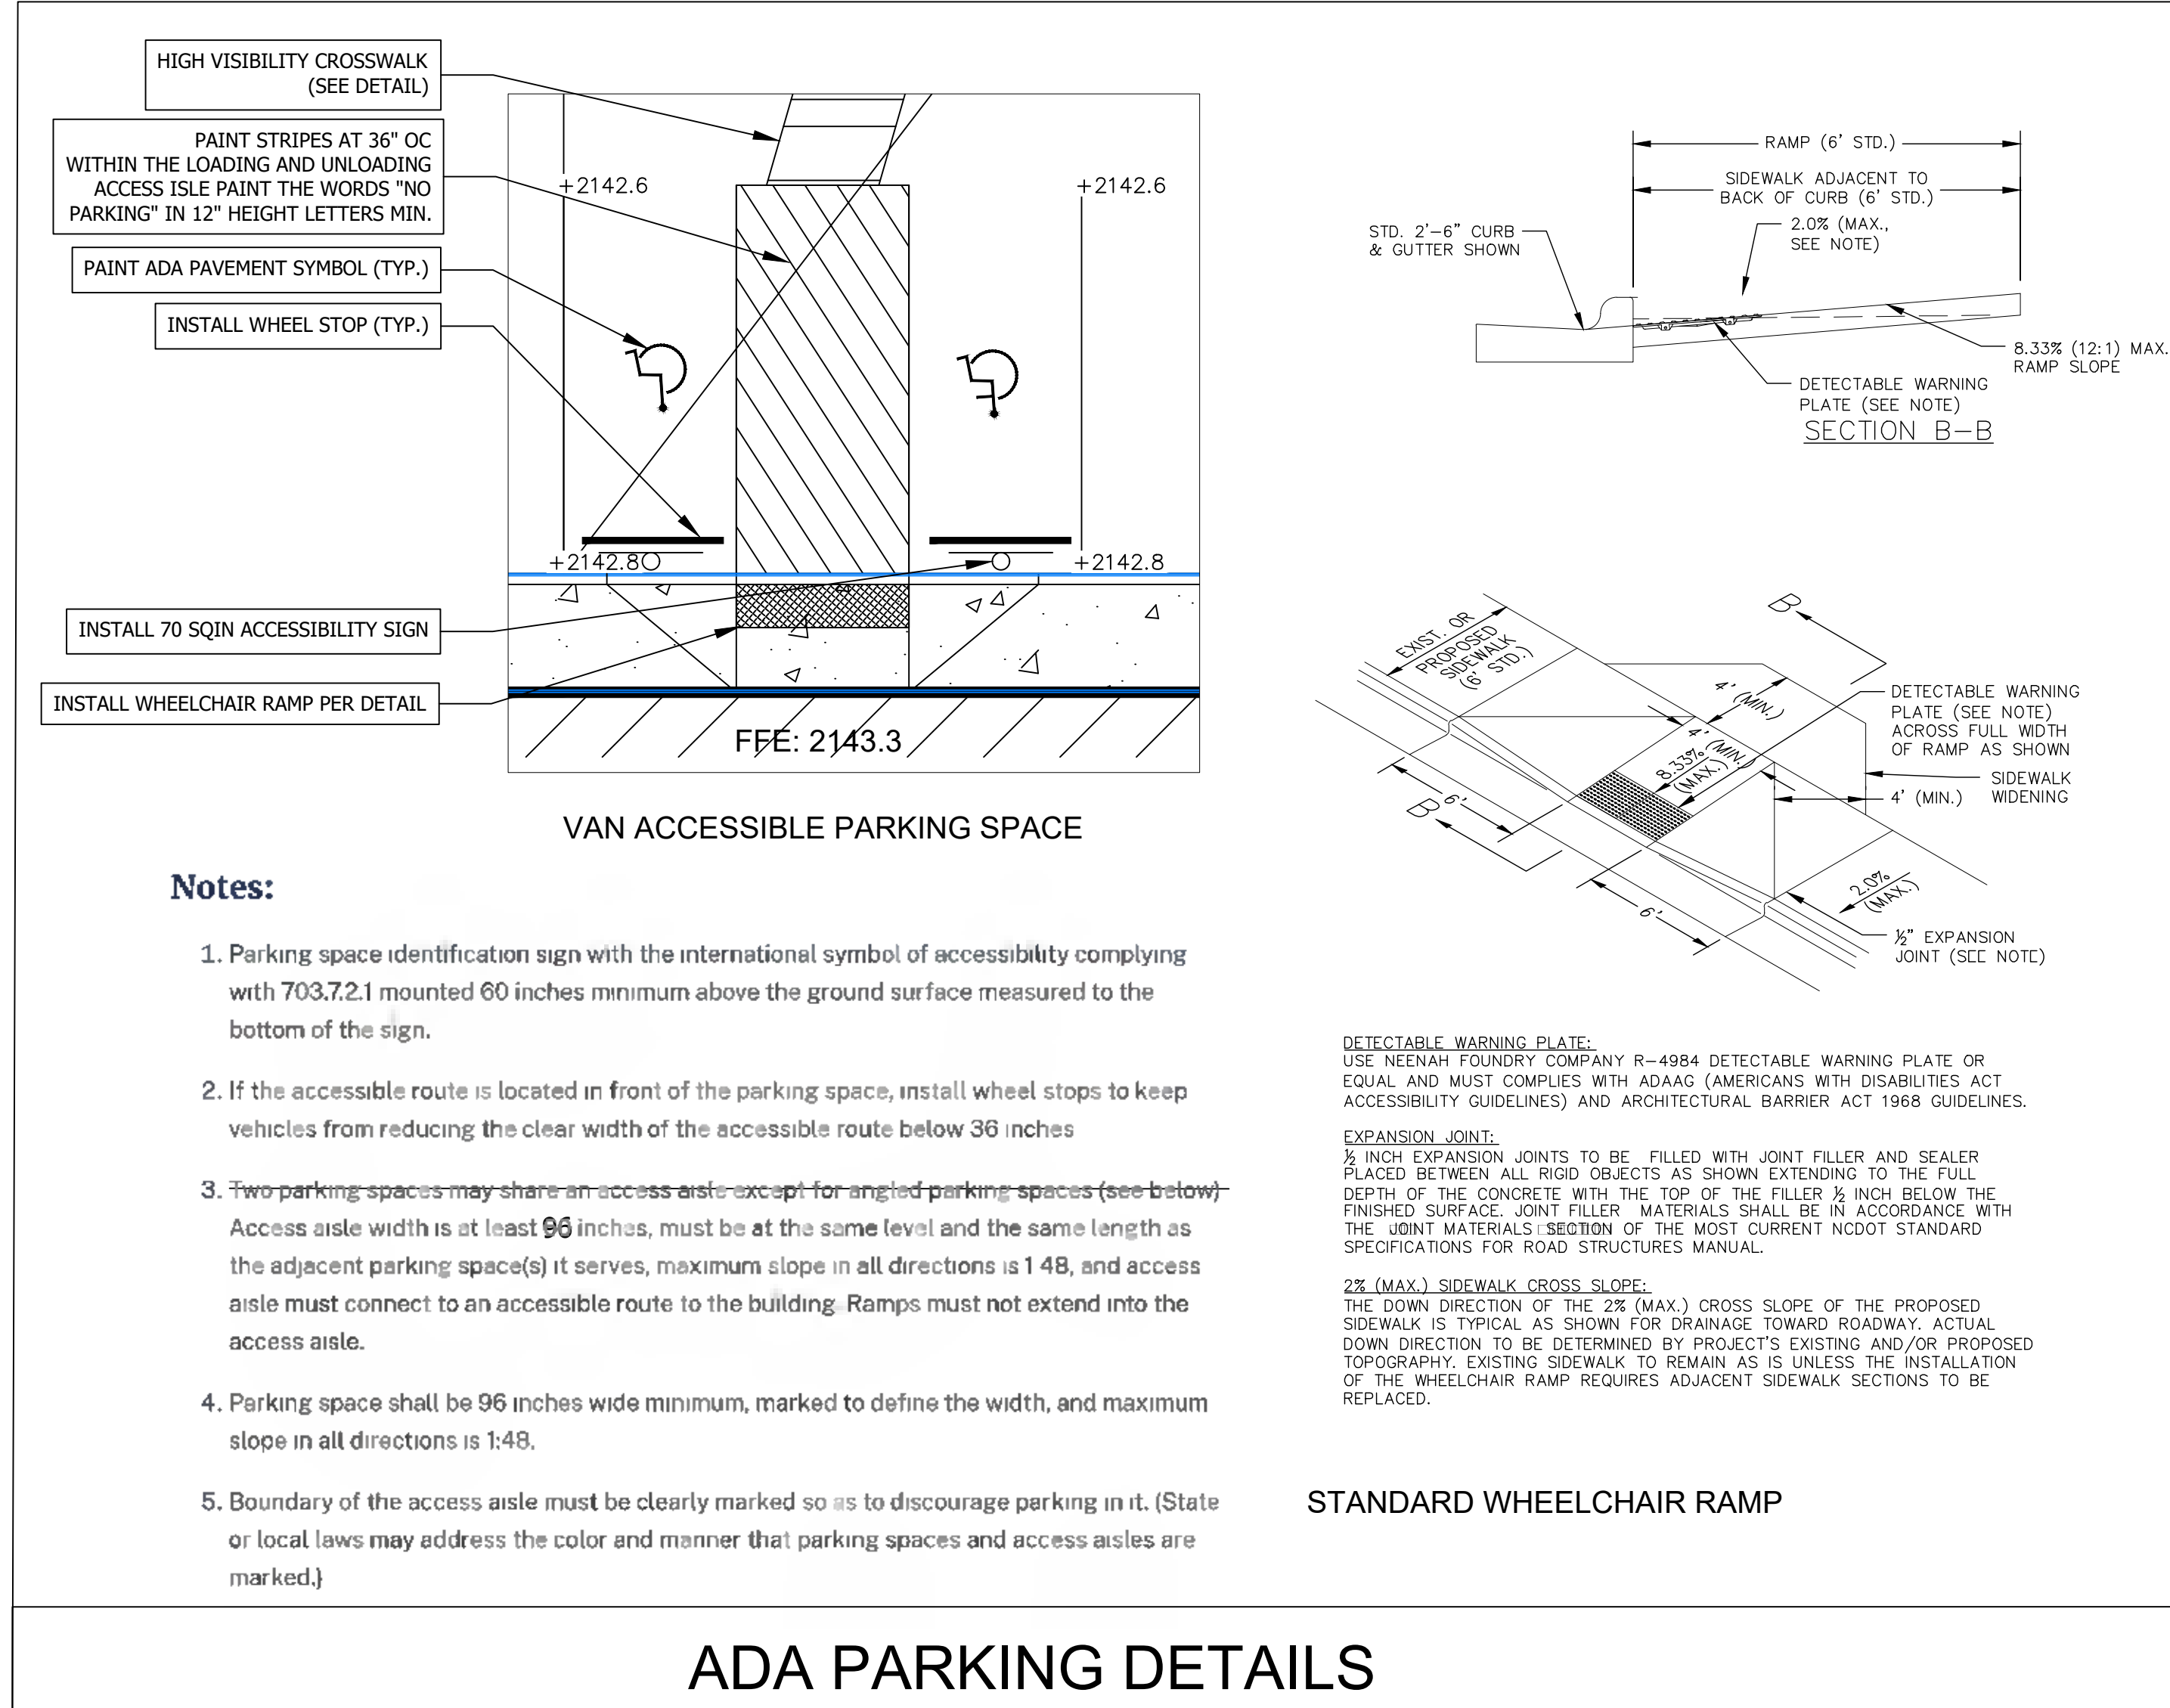 HIGH VISIBILITY CROSSWALK
(SEE DETAIL)
PAINT STRIPES AT 36" OC
WITHIN THE LOADING AND UNLOADING
ACCESS ISLE PAINT THE WORDS "NO
PARKING" IN 12" HEIGHT LETTERS MIN.
PAINT ADA PAVEMENT SYMBOL (TYP.)
INSTALL WHEEL STOP (TYP.)
INSTALL 70 SQIN ACCESSIBILITY SIGN
INSTALL WHEELCHAIR RAMP PER DETAIL
+2142.6
+2142.6
+2142.8
+2142.8
FFE: 2143.3
VAN ACCESSIBLE PARKING SPACE
Notes:
1. Parking space identification sign with the international symbol of accessibility complying
with 703.7.2.1 mounted 60 inches minimum above the ground surface measured to the
bottom of the sign.
2. If the accessible route is located in front of the parking space, install wheel stops to keep
vehicles from reducing the clear width of the accessible route below 36 inches
3. Two parking spaces may share an access aisle except for angled parking spaces (see below)
Access aisle width is at least 96 inches, must be at the same level and the same length as
the adjacent parking space(s) it serves, maximum slope in all directions is 1 48, and access
aisle must connect to an accessible route to the building. Ramps must not extend into the
access aisle.
4. Parking space shall be 96 inches wide minimum, marked to define the width, and maximum
slope in all directions is 1:48.
5. Boundary of the access aisle must be clearly marked so as to discourage parking in it. (State
or local laws may address the color and manner that parking spaces and access aisles are
marked.}
RAMP (6' STD.)
SIDEWALK ADJACENT TO
BACK OF CURB (6' STD.)
2.0% (MAX.,
SEE NOTE)
STD. 2'-6" CURB
& GUTTER SHOWN
8.33% (12:1) MAX.
RAMP SLOPE
DETECTABLE WARNING
PLATE (SEE NOTE)
SECTION B-B
EXIST. OR
PROPOSED
SIDEWALK
(6' STD.)
B
4' (MIN.)
4' (MIN.)
8.33%
(MAX.)
DETECTABLE WARNING
PLATE (SEE NOTE)
ACROSS FULL WIDTH
OF RAMP AS SHOWN
SIDEWALK
WIDENING
4' (MIN.)
6'
B
6'
2.0%
(MAX.)
½" EXPANSION
JOINT (SEE NOTE)
DETECTABLE WARNING PLATE:
USE NEENAH FOUNDRY COMPANY R-4984 DETECTABLE WARNING PLATE OR
EQUAL AND MUST COMPLIES WITH ADAAG (AMERICANS WITH DISABILITIES ACT
ACCESSIBILITY GUIDELINES) AND ARCHITECTURAL BARRIER ACT 1968 GUIDELINES.
EXPANSION JOINT:
½ INCH EXPANSION JOINTS TO BE FILLED WITH JOINT FILLER AND SEALER
PLACED BETWEEN ALL RIGID OBJECTS AS SHOWN EXTENDING TO THE FULL
DEPTH OF THE CONCRETE WITH THE TOP OF THE FILLER ½ INCH BELOW THE
FINISHED SURFACE. JOINT FILLER MATERIALS SHALL BE IN ACCORDANCE WITH
THE JOINT MATERIALS SECTION OF THE MOST CURRENT NCDOT STANDARD
SPECIFICATIONS FOR ROAD STRUCTURES MANUAL.
2% (MAX.) SIDEWALK CROSS SLOPE:
THE DOWN DIRECTION OF THE 2% (MAX.) CROSS SLOPE OF THE PROPOSED
SIDEWALK IS TYPICAL AS SHOWN FOR DRAINAGE TOWARD ROADWAY. ACTUAL
DOWN DIRECTION TO BE DETERMINED BY PROJECT'S EXISTING AND/OR PROPOSED
TOPOGRAPHY. EXISTING SIDEWALK TO REMAIN AS IS UNLESS THE INSTALLATION
OF THE WHEELCHAIR RAMP REQUIRES ADJACENT SIDEWALK SECTIONS TO BE
REPLACED.
STANDARD WHEELCHAIR RAMP
ADA PARKING DETAILS